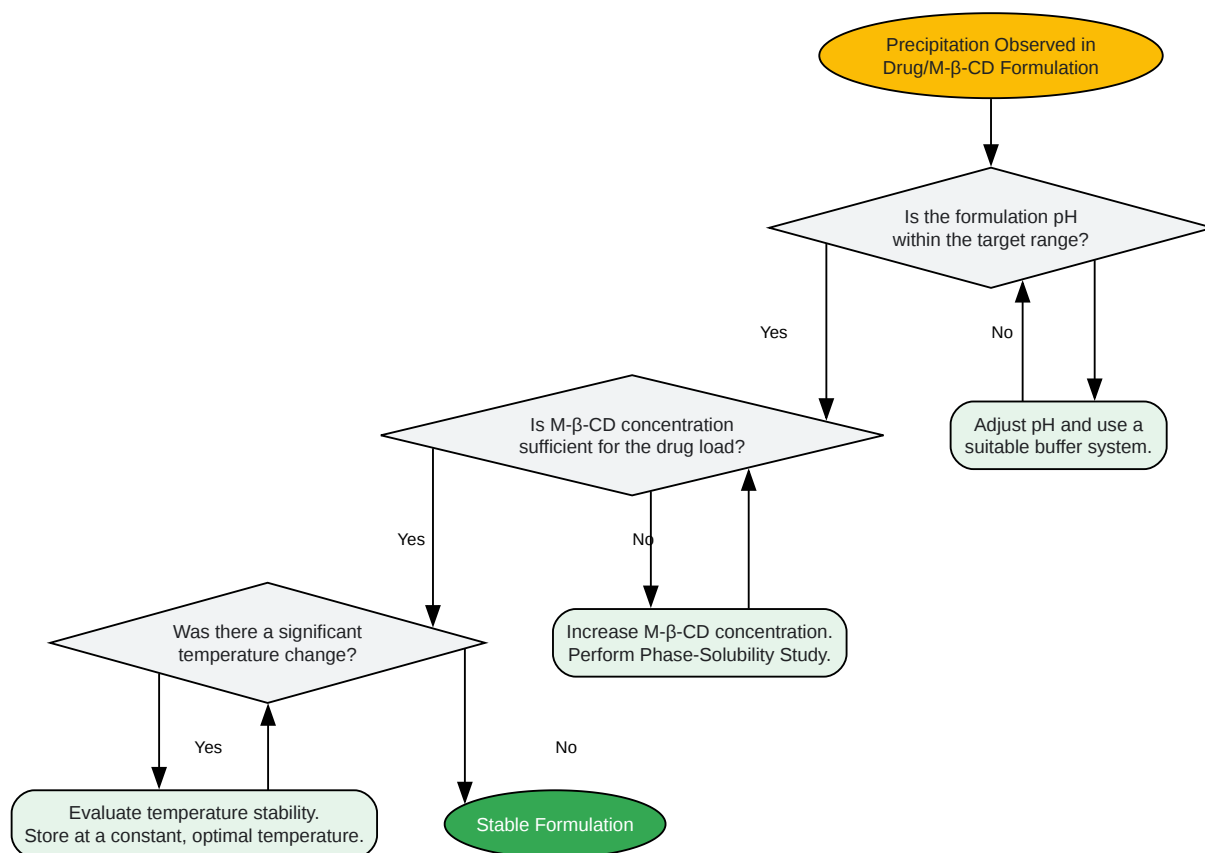 Precipitation Observed in
Drug/M-β-CD Formulation
Is the formulation pH
within the target range?
Yes
No
Adjust pH and use a
suitable buffer system.
Is M-β-CD concentration
sufficient for the drug load?
Yes
No
Increase M-β-CD concentration.
Perform Phase-Solubility Study.
Was there a significant
temperature change?
Yes
No
Evaluate temperature stability.
Store at a constant, optimal temperature.
Stable Formulation